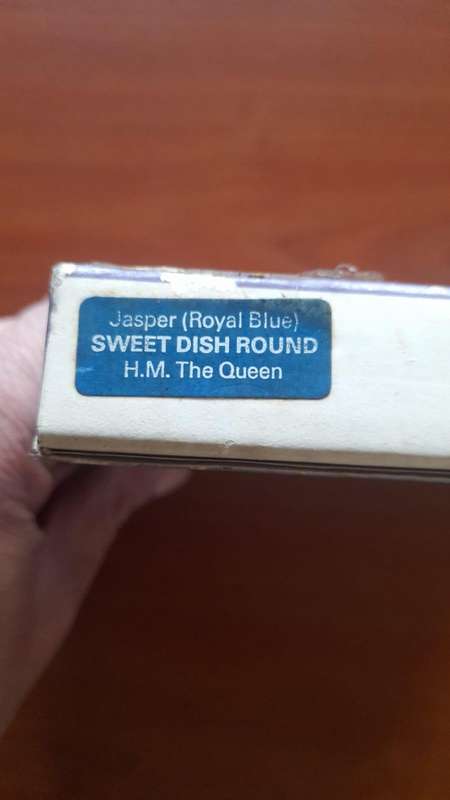 Jasper (Royal Blue)
SWEET DISH ROUND
H.M. The Queen